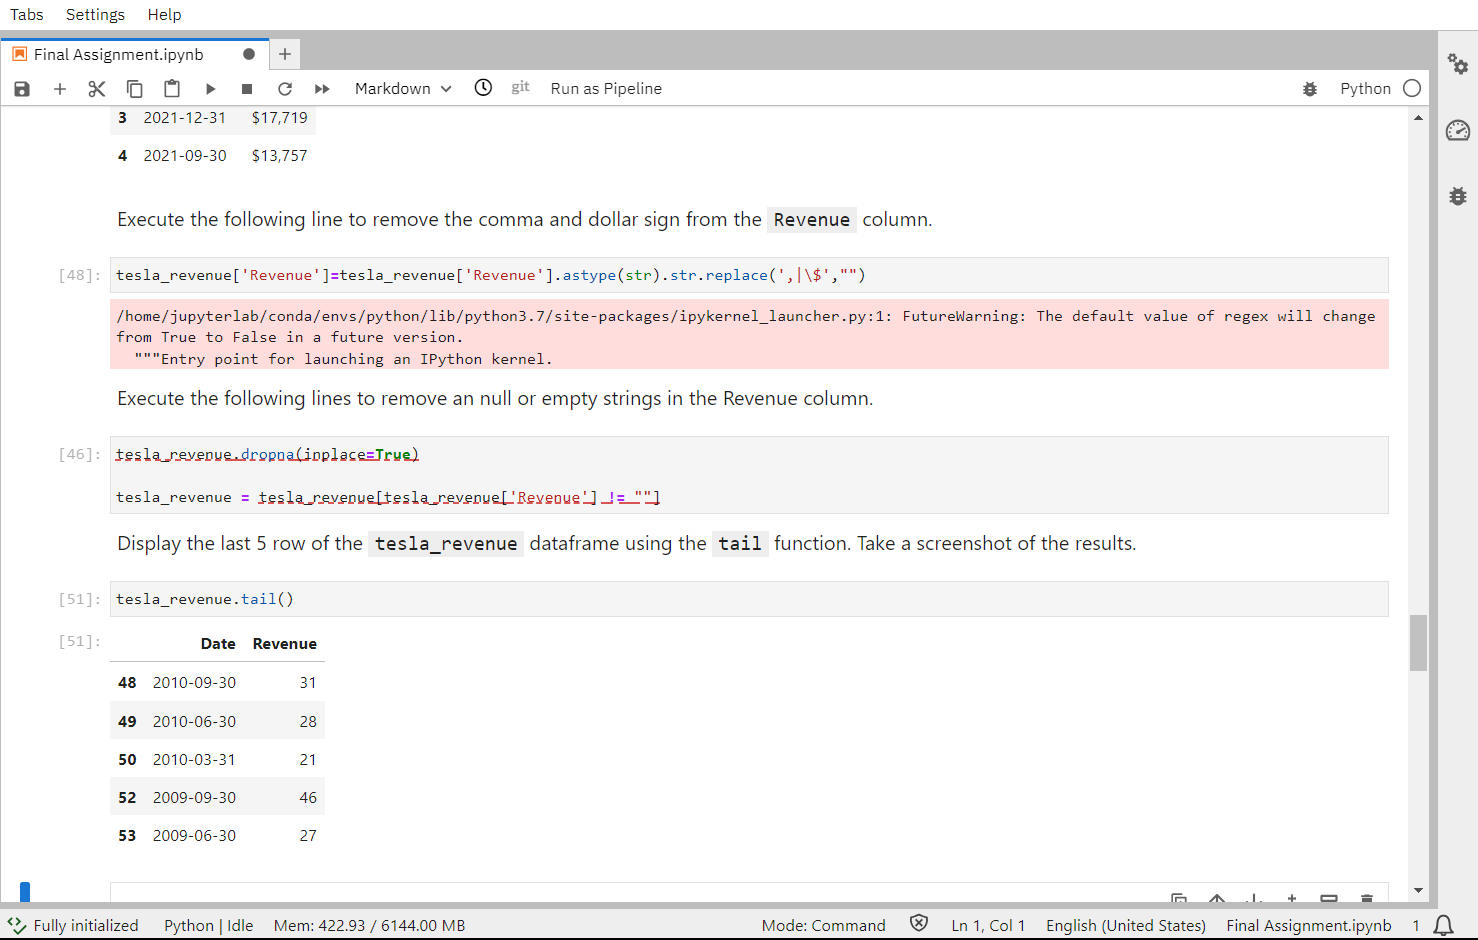 Tabs Settings Help
Final Assignment.ipynb
Markdown git Run as Pipeline Python
3 2021-12-31 $17,719
4 2021-09-30 $13,757
Execute the following line to remove the comma and dollar sign from the Revenue column.
[48]: tesla_revenue['Revenue']=tesla_revenue['Revenue'].astype(str).str.replace(',|\$',"")
/home/jupyterlab/conda/envs/python/lib/python3.7/site-packages/ipykernel_launcher.py:1: FutureWarning: The default value of regex will change
from True to False in a future version.
"""Entry point for launching an IPython kernel.
Execute the following lines to remove an null or empty strings in the Revenue column.
[46]: tesla_revenue.dropna(inplace=True)
tesla_revenue = tesla_revenue[tesla_revenue['Revenue'] != ""]
Display the last 5 row of the tesla_revenue dataframe using the tail function. Take a screenshot of the results.
[51]: tesla_revenue.tail()
[51]: Date Revenue
48 2010-09-30 31
49 2010-06-30 28
50 2010-03-31 21
52 2009-09-30 46
53 2009-06-30 27
Fully initialized Python | Idle Mem: 422.93 / 6144.00 MB Mode: Command Ln 1, Col 1 English (United States) Final Assignment.ipynb 1